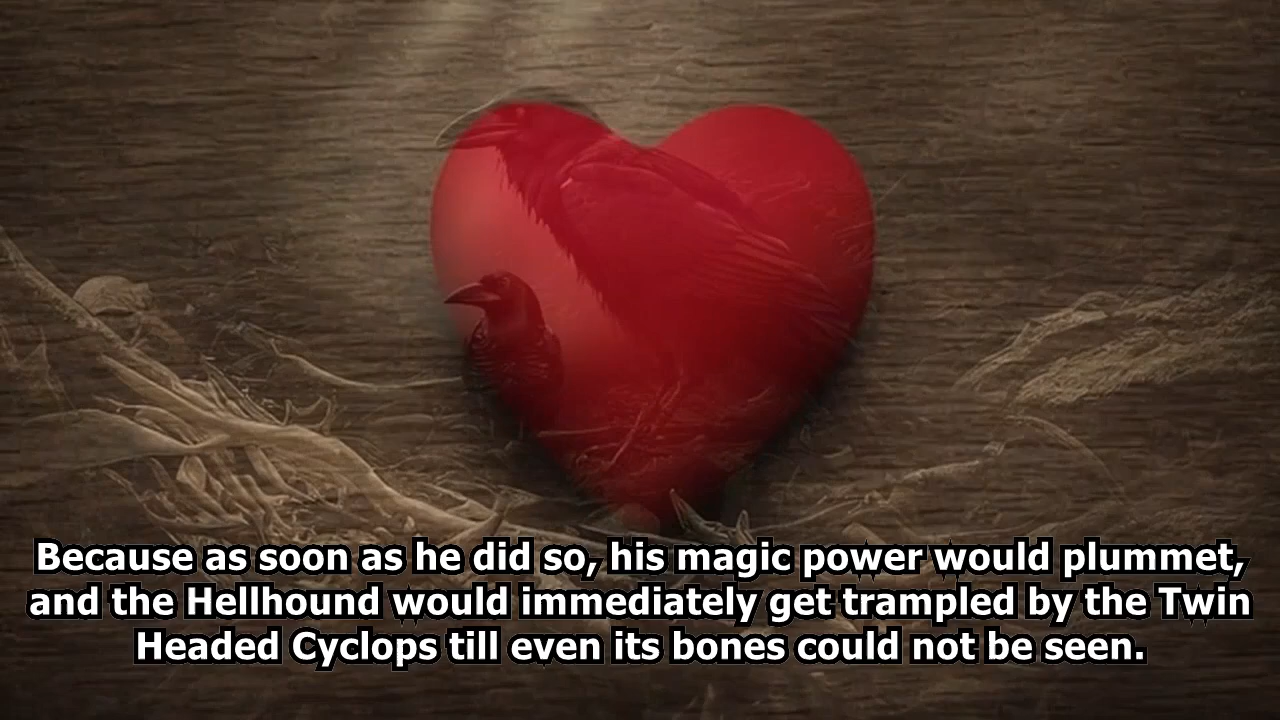 Because as soon as he did so, his magic power would plummet,
and the Hellhound would immediately get trampled by the Twin
Headed Cyclops till even its bones could not be seen.